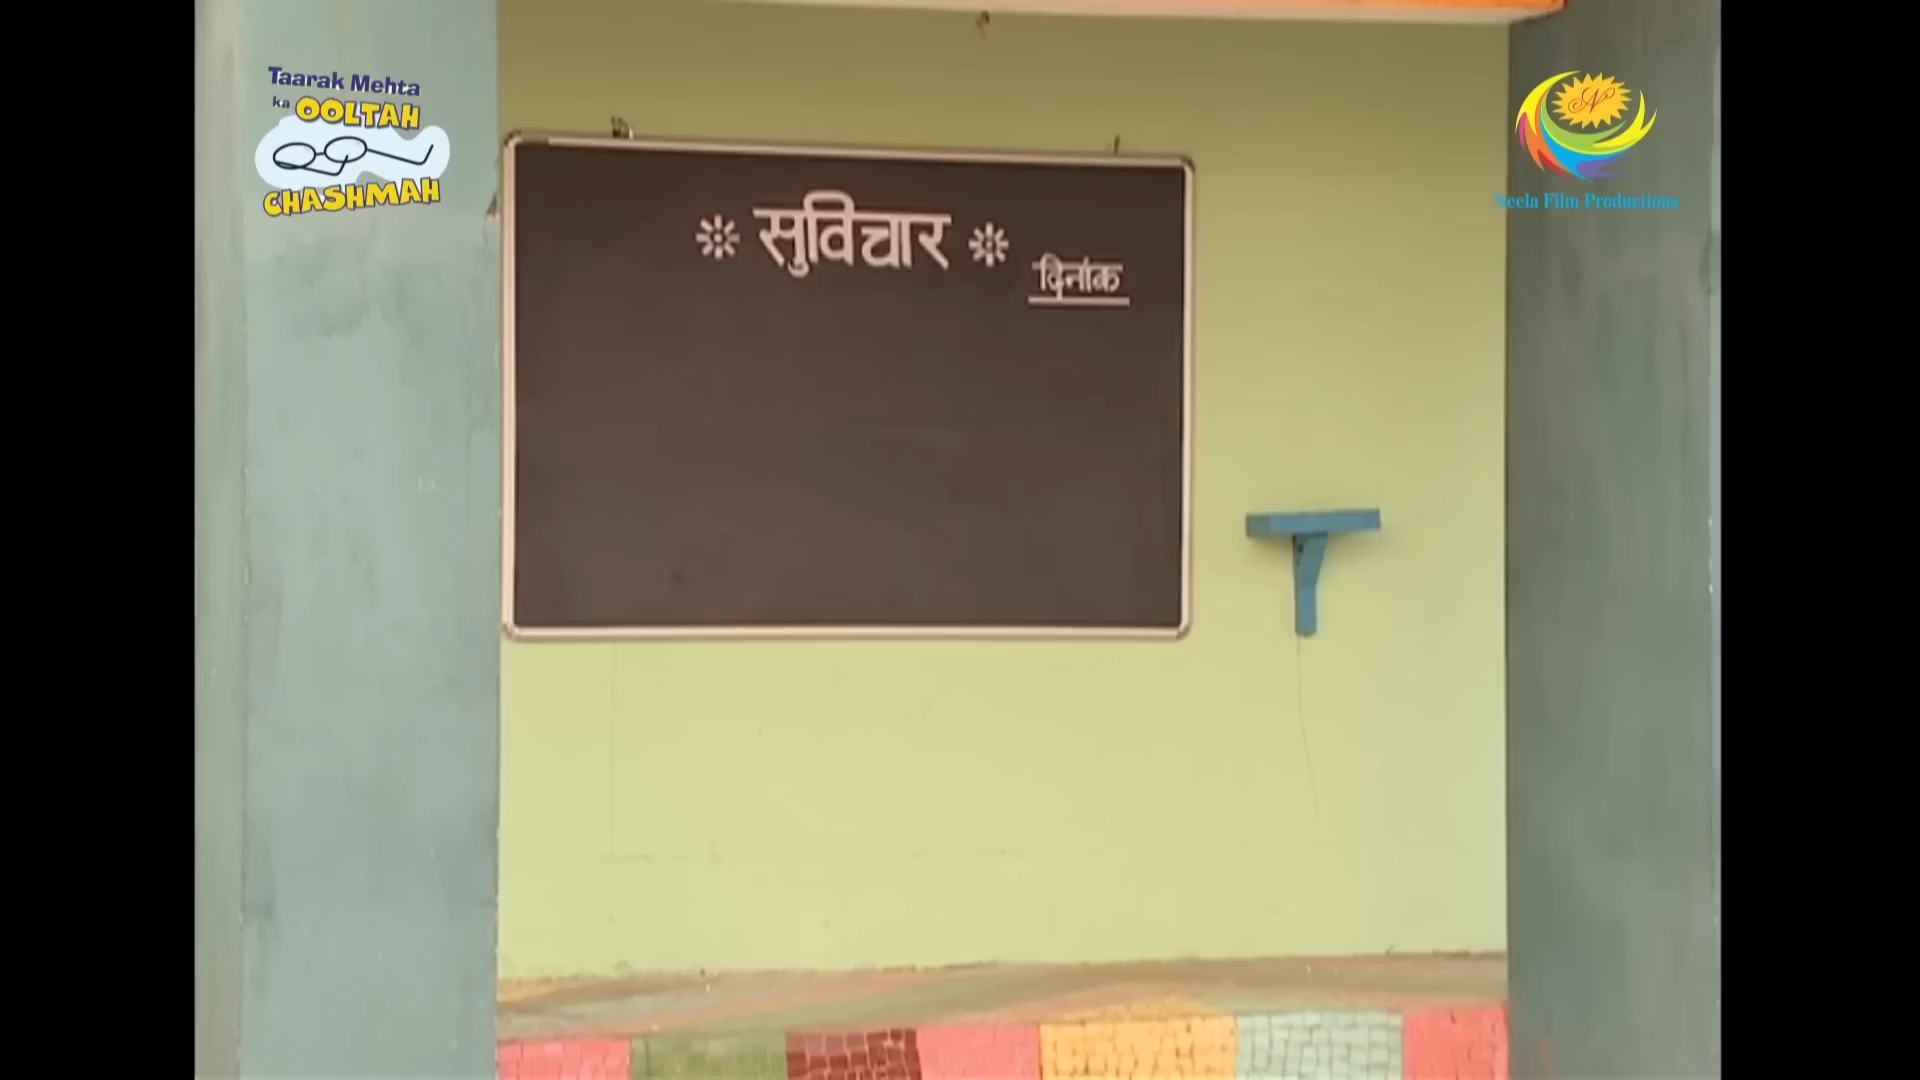 Taarak Mehta
ka OOLTAH
CHASHMAH
Neela Film Productions
❊ सुविचार ❊
दिनांक